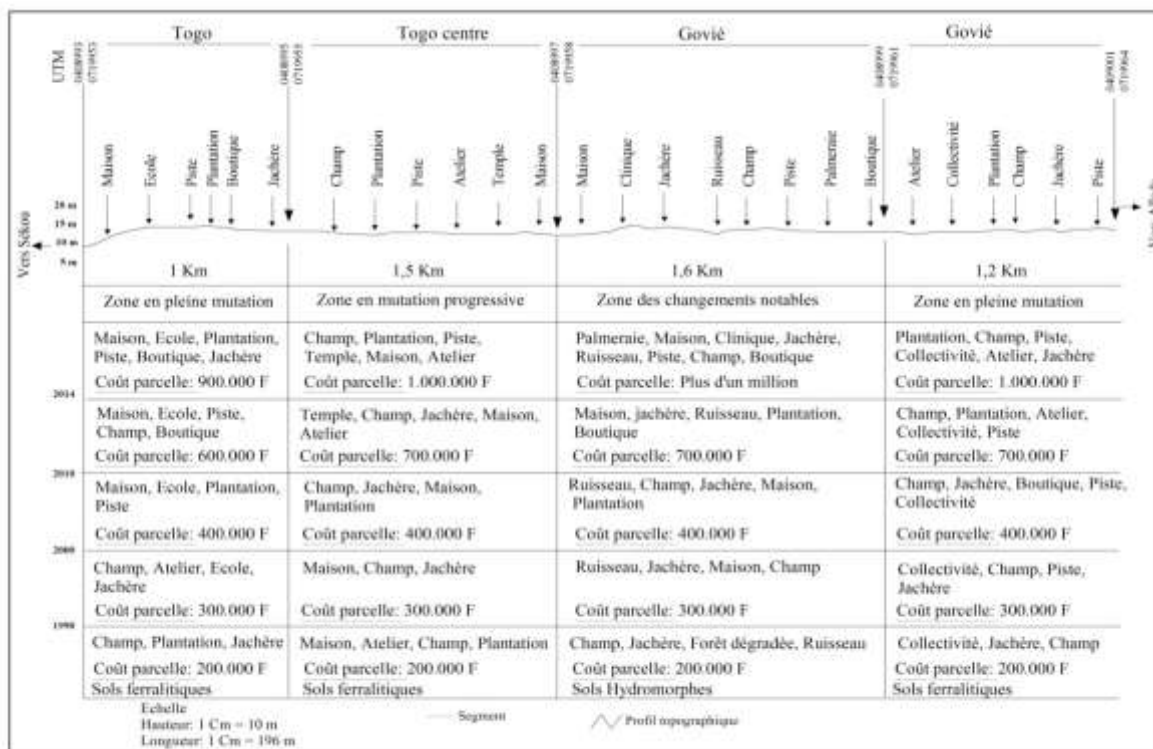 Togo Togo centre Govié Govié
UTM
0408993
0719953
0408995
0719955
0408997
0719958
0408999
0719961
0409001
0719964
Maison
Ecole
Piste
Plantation
Boutique
Jachère
Champ
Plantation
Piste
Atelier
Temple
Maison
Maison
Clinique
Jachère
Ruisseau
Champ
Piste
Palmeraie
Boutique
Atelier
Collectivité
Plantation
Champ
Jachère
Piste
Vers Sékou
20 m
15 m
10 m
5 m
1 Km 1,5 Km 1,6 Km 1,2 Km
Zone en pleine mutation
Zone en mutation progressive
Zone des changements notables
Zone en pleine mutation
Maison, Ecole, Plantation,
Piste, Boutique, Jachère
Coût parcelle: 900.000 F
Champ, Plantation, Piste,
Temple, Maison, Atelier
Coût parcelle: 1.000.000 F
Palmeraie, Maison, Clinique, Jachère,
Ruisseau, Piste, Champ, Boutique
Coût parcelle: Plus d'un million
Plantation, Champ, Piste,
Collectivité, Atelier, Jachère
Coût parcelle: 1.000.000 F
2014
Maison, Ecole, Piste,
Champ, Boutique
Coût parcelle: 600.000 F
Temple, Champ, Jachère, Maison,
Atelier
Coût parcelle: 700.000 F
Maison, jachère, Ruisseau, Plantation,
Boutique
Coût parcelle: 700.000 F
Champ, Plantation, Atelier,
Collectivité, Piste
Coût parcelle: 700.000 F
Maison, Ecole, Plantation,
Piste
Coût parcelle: 400.000 F
Champ, Jachère, Maison,
Plantation
Coût parcelle: 400.000 F
Ruisseau, Champ, Jachère, Maison,
Plantation
Coût parcelle: 400.000 F
Champ, Jachère, Boutique, Piste,
Collectivité
Coût parcelle: 400.000 F
2000
Champ, Atelier, Ecole,
Jachère
Coût parcelle: 300.000 F
Maison, Champ, Jachère
Coût parcelle: 300.000 F
Ruisseau, Jachère, Maison, Champ
Coût parcelle: 300.000 F
Collectivité, Champ, Piste,
Jachère
Coût parcelle: 300.000 F
1990
Champ, Plantation, Jachère
Coût parcelle: 200.000 F
Sols ferralitiques
Maison, Atelier, Champ, Plantation
Coût parcelle: 200.000 F
Sols ferralitiques
Champ, Jachère, Forêt dégradée, Ruisseau
Coût parcelle: 200.000 F
Sols Hydromorphes
Collectivité, Jachère, Champ
Coût parcelle: 200.000 F
Sols ferralitiques
Echelle
Hauteur: 1 Cm = 10 m
Longueur: 1 Cm = 196 m
Segment
Profil topographique